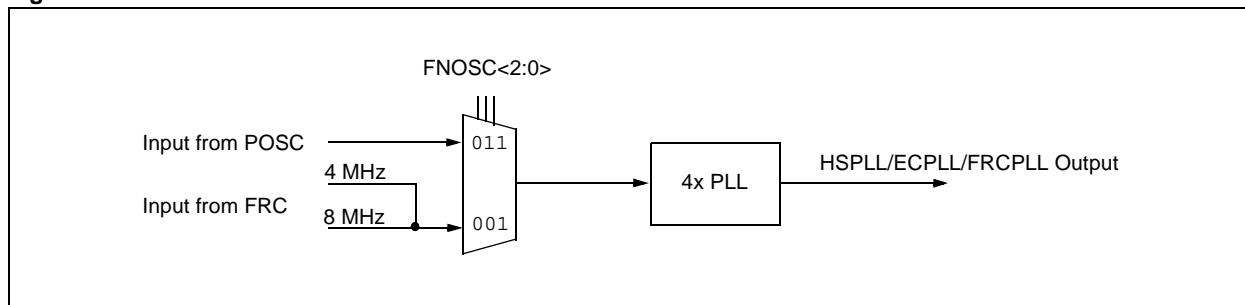 FNOSC<2:0>
Input from POSC
011
4 MHz
Input from FRC
8 MHz
001
4x PLL
HSPLL/ECPLL/FRCPLL Output